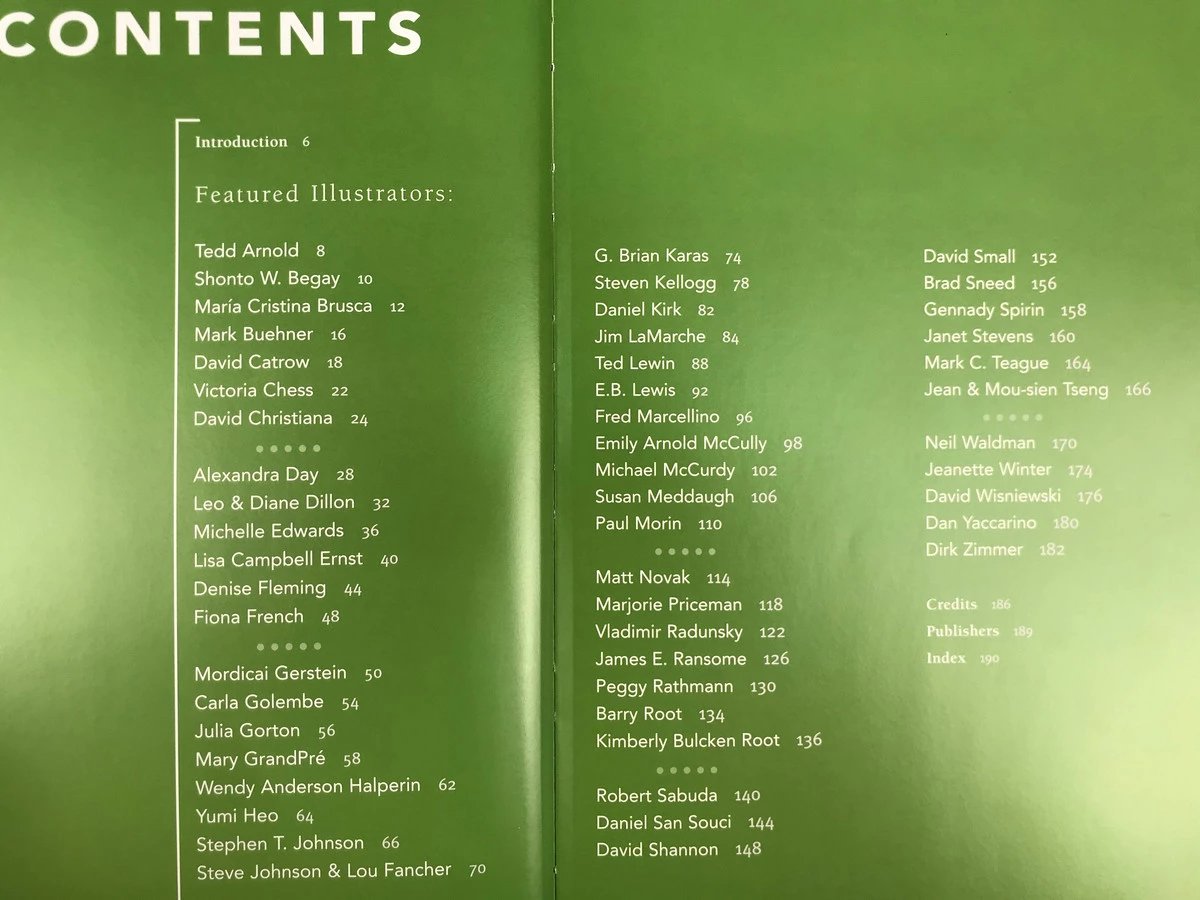 CONTENTS
Introduction 6
Featured Illustrators:
Tedd Arnold 8
Shonto W. Begay 10
María Cristina Brusca 12
Mark Buehner 16
David Catrow 18
Victoria Chess 22
David Christiana 24
Alexandra Day 28
Leo & Diane Dillon 32
Michelle Edwards 36
Lisa Campbell Ernst 40
Denise Fleming 44
Fiona French 48
Mordicai Gerstein 50
Carla Golembe 54
Julia Gorton 56
Mary GrandPré 58
Wendy Anderson Halperin 62
Yumi Heo 64
Stephen T. Johnson 66
Steve Johnson & Lou Fancher 70
G. Brian Karas 74
Steven Kellogg 78
Daniel Kirk 82
Jim LaMarche 84
Ted Lewin 88
E.B. Lewis 92
Fred Marcellino 96
Emily Arnold McCully 98
Michael McCurdy 102
Susan Meddaugh 106
Paul Morin 110
Matt Novak 114
Marjorie Priceman 118
Vladimir Radunsky 122
James E. Ransome 126
Peggy Rathmann 130
Barry Root 134
Kimberly Bulcken Root 136
Robert Sabuda 140
Daniel San Souci 144
David Shannon 148
David Small 152
Brad Sneed 156
Gennady Spirin 158
Janet Stevens 160
Mark C. Teague 164
Jean & Mou-sien Tseng 166
Neil Waldman 170
Jeanette Winter 174
David Wisniewski 176
Dan Yaccarino 180
Dirk Zimmer 182
Credits 186
Publishers 189
Index 190